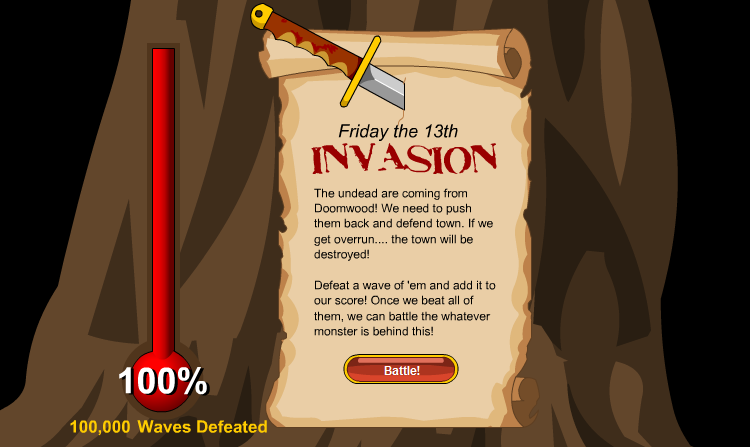 Friday the 13th
INVASION
The undead are coming from
Doomwood! We need to push
them back and defend town. If we
get overrun.... the town will be
destroyed!
Defeat a wave of 'em and add it to
our score! Once we beat all of
them, we can battle the whatever
monster is behind this!
Battle!
100%
100,000 Waves Defeated